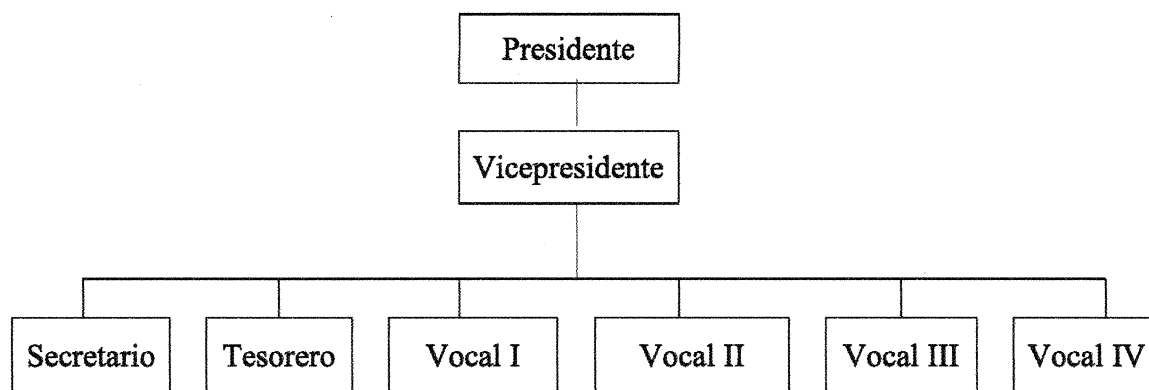 Presidente
Vicepresidente
Secretario Tesorero Vocal I Vocal II Vocal III Vocal IV